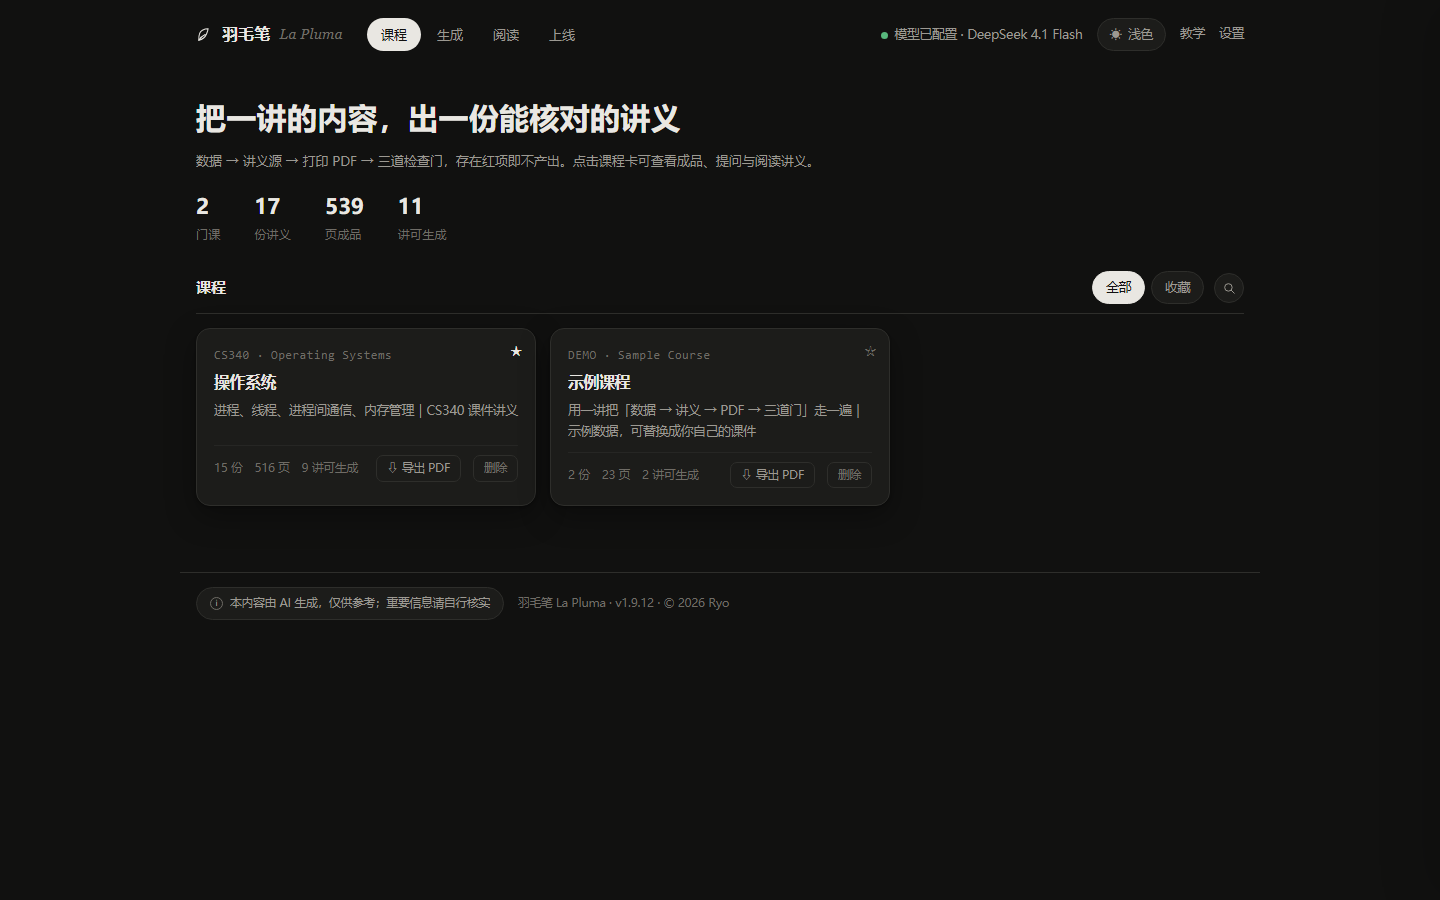 羽毛笔 La Pluma 课程 生成 阅读 上线 模型已配置 · DeepSeek 4.1 Flash 浅色 教学 设置
把一讲的内容，出一份能核对的讲义
数据 → 讲义源 → 打印 PDF → 三道检查门，存在红项即不产出。点击课程卡可查看成品、提问与阅读讲义。
2 17 539 11
门课 份讲义 页成品 讲可生成
课程 全部 收藏
CS340 · Operating Systems ★
操作系统
进程、线程、进程间通信、内存管理 | CS340 课件讲义
15 份 516 页 9 讲可生成 ⇩ 导出 PDF 删除
DEMO · Sample Course ☆
示例课程
用一讲把「数据 → 讲义 → PDF → 三道门」走一遍 |
示例数据，可替换成你自己的课件
2 份 23 页 2 讲可生成 ⇩ 导出 PDF 删除
本内容由 AI 生成，仅供参考；重要信息请自行核实 羽毛笔 La Pluma · v1.9.12 · © 2026 Ryo